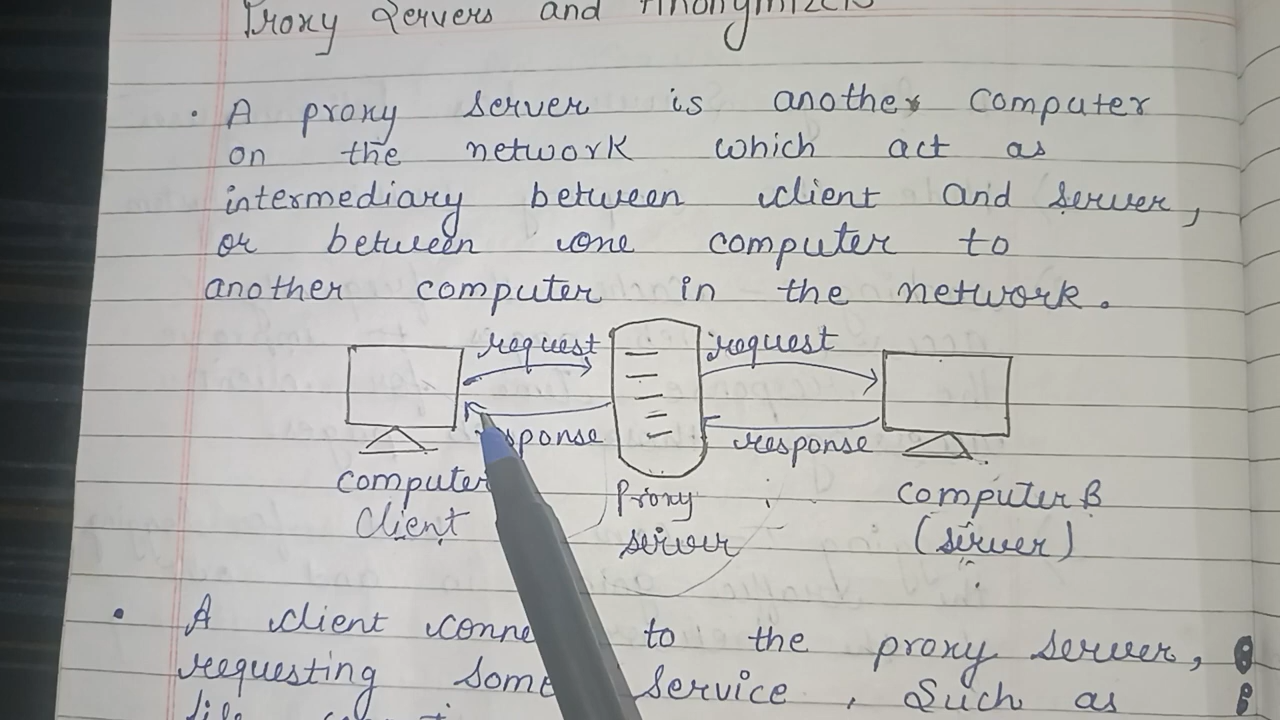 Proxy Servers and Anonymizers
• A proxy server is another computer
on the network which act as
intermediary between client and server,
or between one computer to
another computer in the network.
request request
response response
computer
client
Proxy
server
computer B
(server)
• A client to the proxy server,
requesting some service, Such as